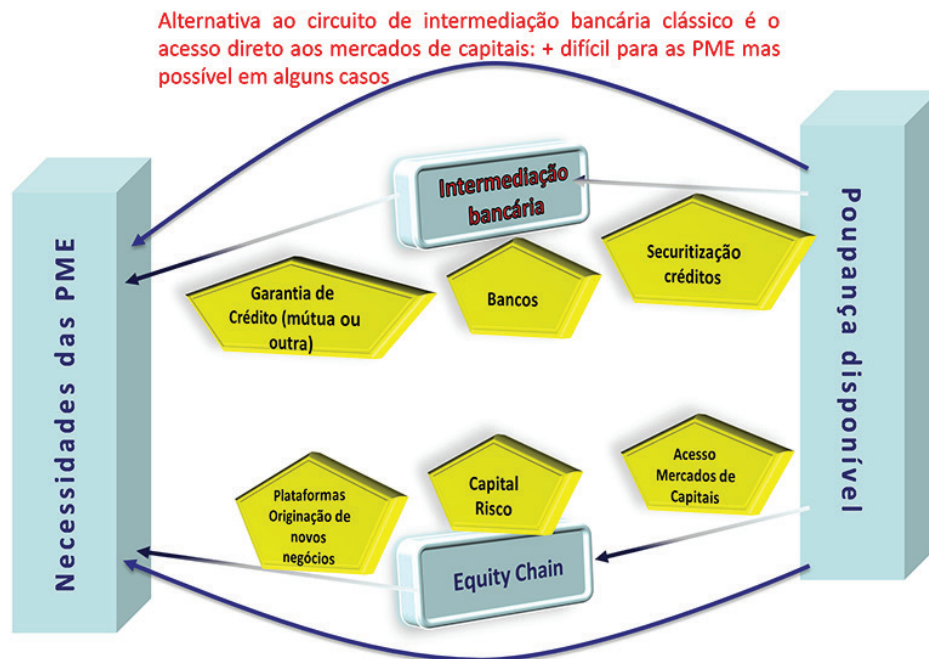 Alternativa ao circuito de intermediação bancária clássico é o
acesso direto aos mercados de capitais: + difícil para as PME mas
possível em alguns casos
Necessidades das PME
Intermediação
bancária
Securitização
créditos
Bancos
Garantia de
Crédito (mútua ou
outra)
Poupança disponível
Acesso
Mercados de
Capitais
Capital
Risco
Plataformas
Originação de
novos
negócios
Equity Chain